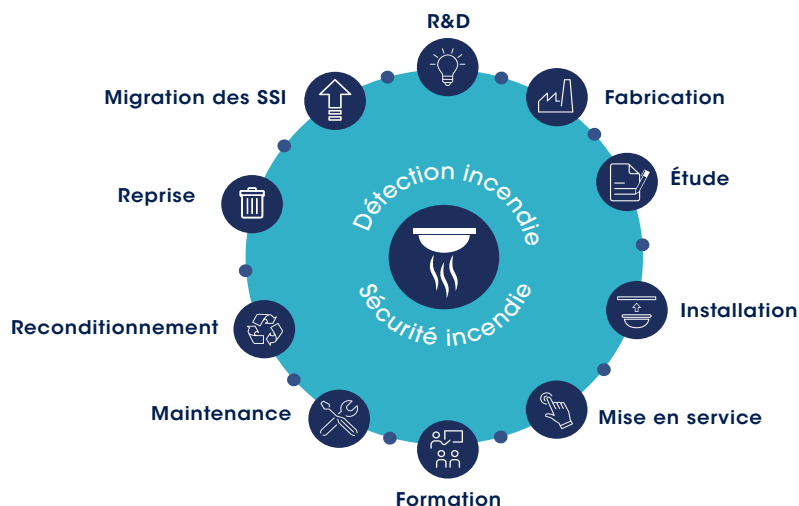 R&D
Fabrication
Étude
Installation
Mise en service
Formation
Maintenance
Reconditionnement
Reprise
Migration des SSI
Détection incendie
Sécurité incendie